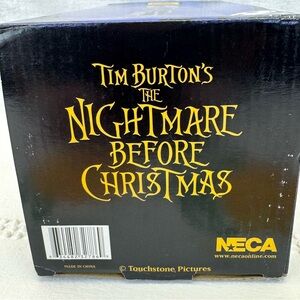 TIM BURTON'S
THE
NIGHTMARE
BEFORE
CHRISTMAS
NECA
www.necaonline.com
MADE IN CHINA
© Touchstone Pictures